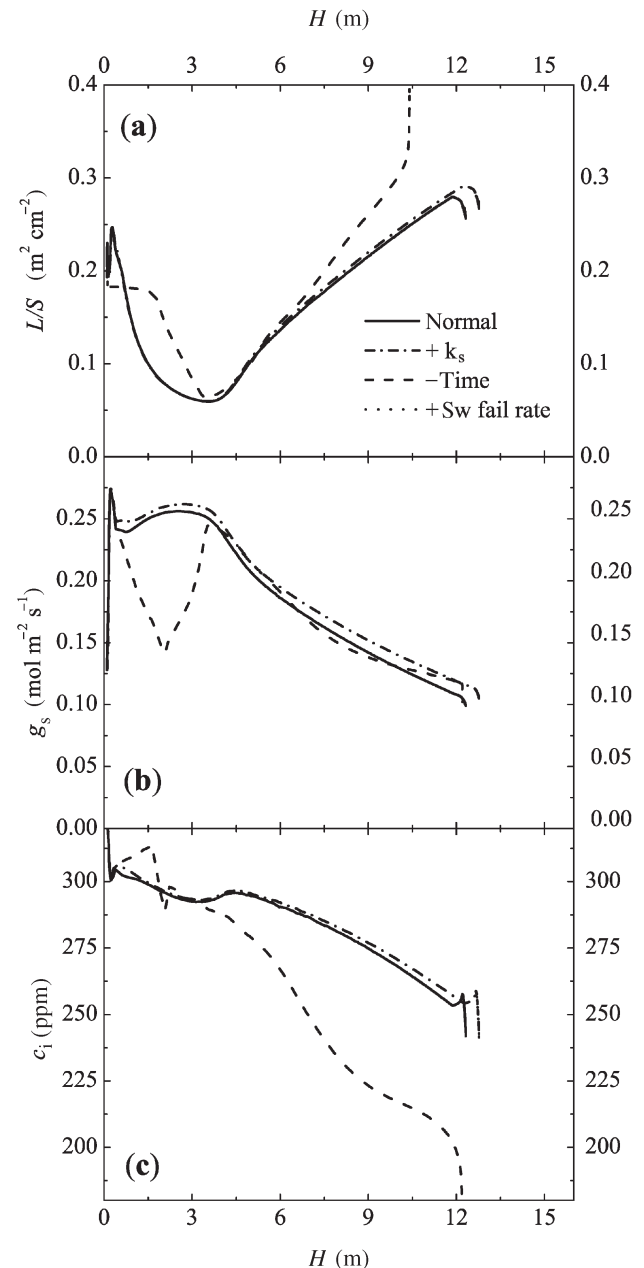 H (m)
0 3 6 9 12 15
(a)
0.4 0.4
0.3 0.3
0.2 0.2
0.1 0.1
0.0 0.0
L/S (m² cm⁻²)
Normal
+ kₛ
−Time
+Sw fail rate
0.25 0.25
0.20 0.20
0.15 0.15
0.10 0.10
0.05 0.05
0.00 0.00
gₛ (mol m⁻² s⁻¹)
(b)
300 300
275 275
250 250
225 225
200 200
cᵢ (ppm)
(c)
0 3 6 9 12 15
H (m)